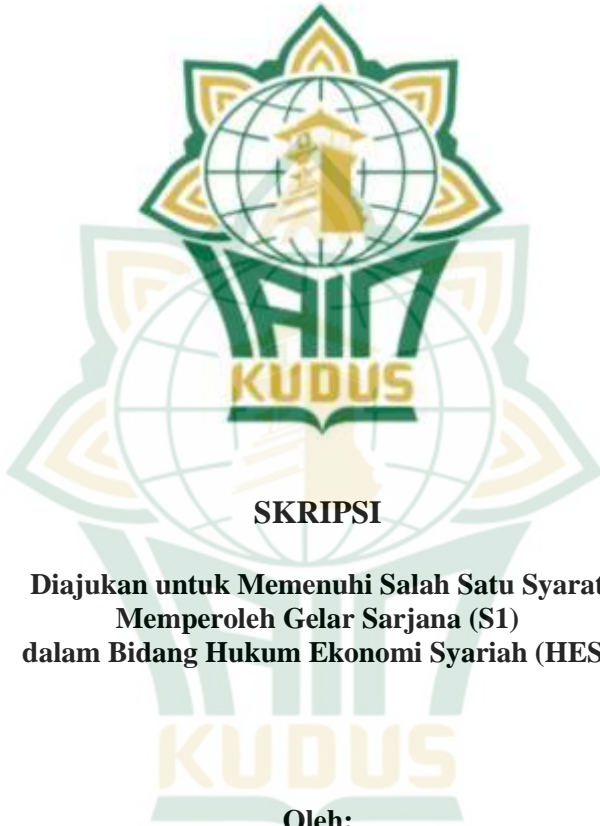 IAIN
KUDUS
SKRIPSI
Diajukan untuk Memenuhi Salah Satu Syarat
Memperoleh Gelar Sarjana (S1)
dalam Bidang Hukum Ekonomi Syariah (HES
KUDUS
Oleh: